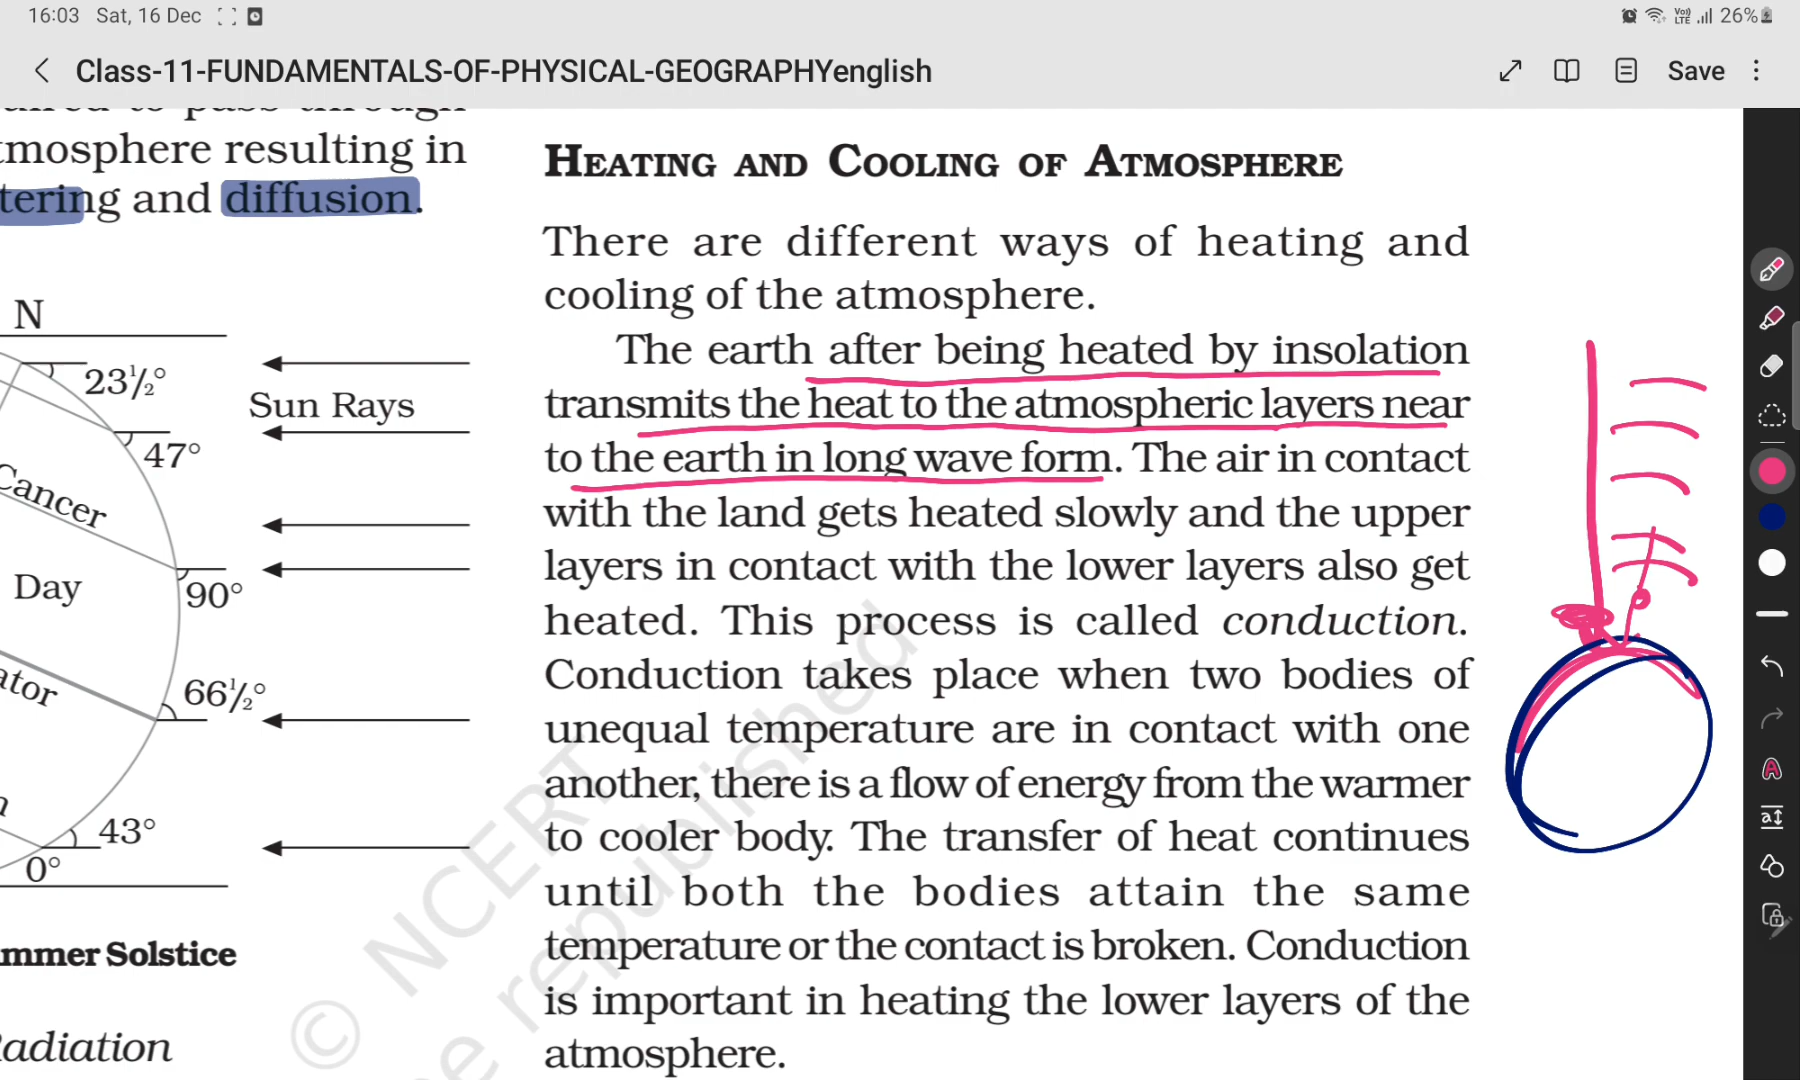 16:03 Sat, 16 Dec
26%
Class-11-FUNDAMENTALS-OF-PHYSICAL-GEOGRAPHYenglish
Save
to pass through
tmosphere resulting in
tering and diffusion.
N
23½°
Sun Rays
47°
Cancer
90°
Day
66½°
ator
43°
0°
mmer Solstice
Radiation
HEATING AND COOLING OF ATMOSPHERE
There are different ways of heating and
cooling of the atmosphere.
The earth after being heated by insolation
transmits the heat to the atmospheric layers near
to the earth in long wave form. The air in contact
with the land gets heated slowly and the upper
layers in contact with the lower layers also get
heated. This process is called conduction.
Conduction takes place when two bodies of
unequal temperature are in contact with one
another, there is a flow of energy from the warmer
to cooler body. The transfer of heat continues
until both the bodies attain the same
temperature or the contact is broken. Conduction
is important in heating the lower layers of the
atmosphere.
© NCERT
e republished